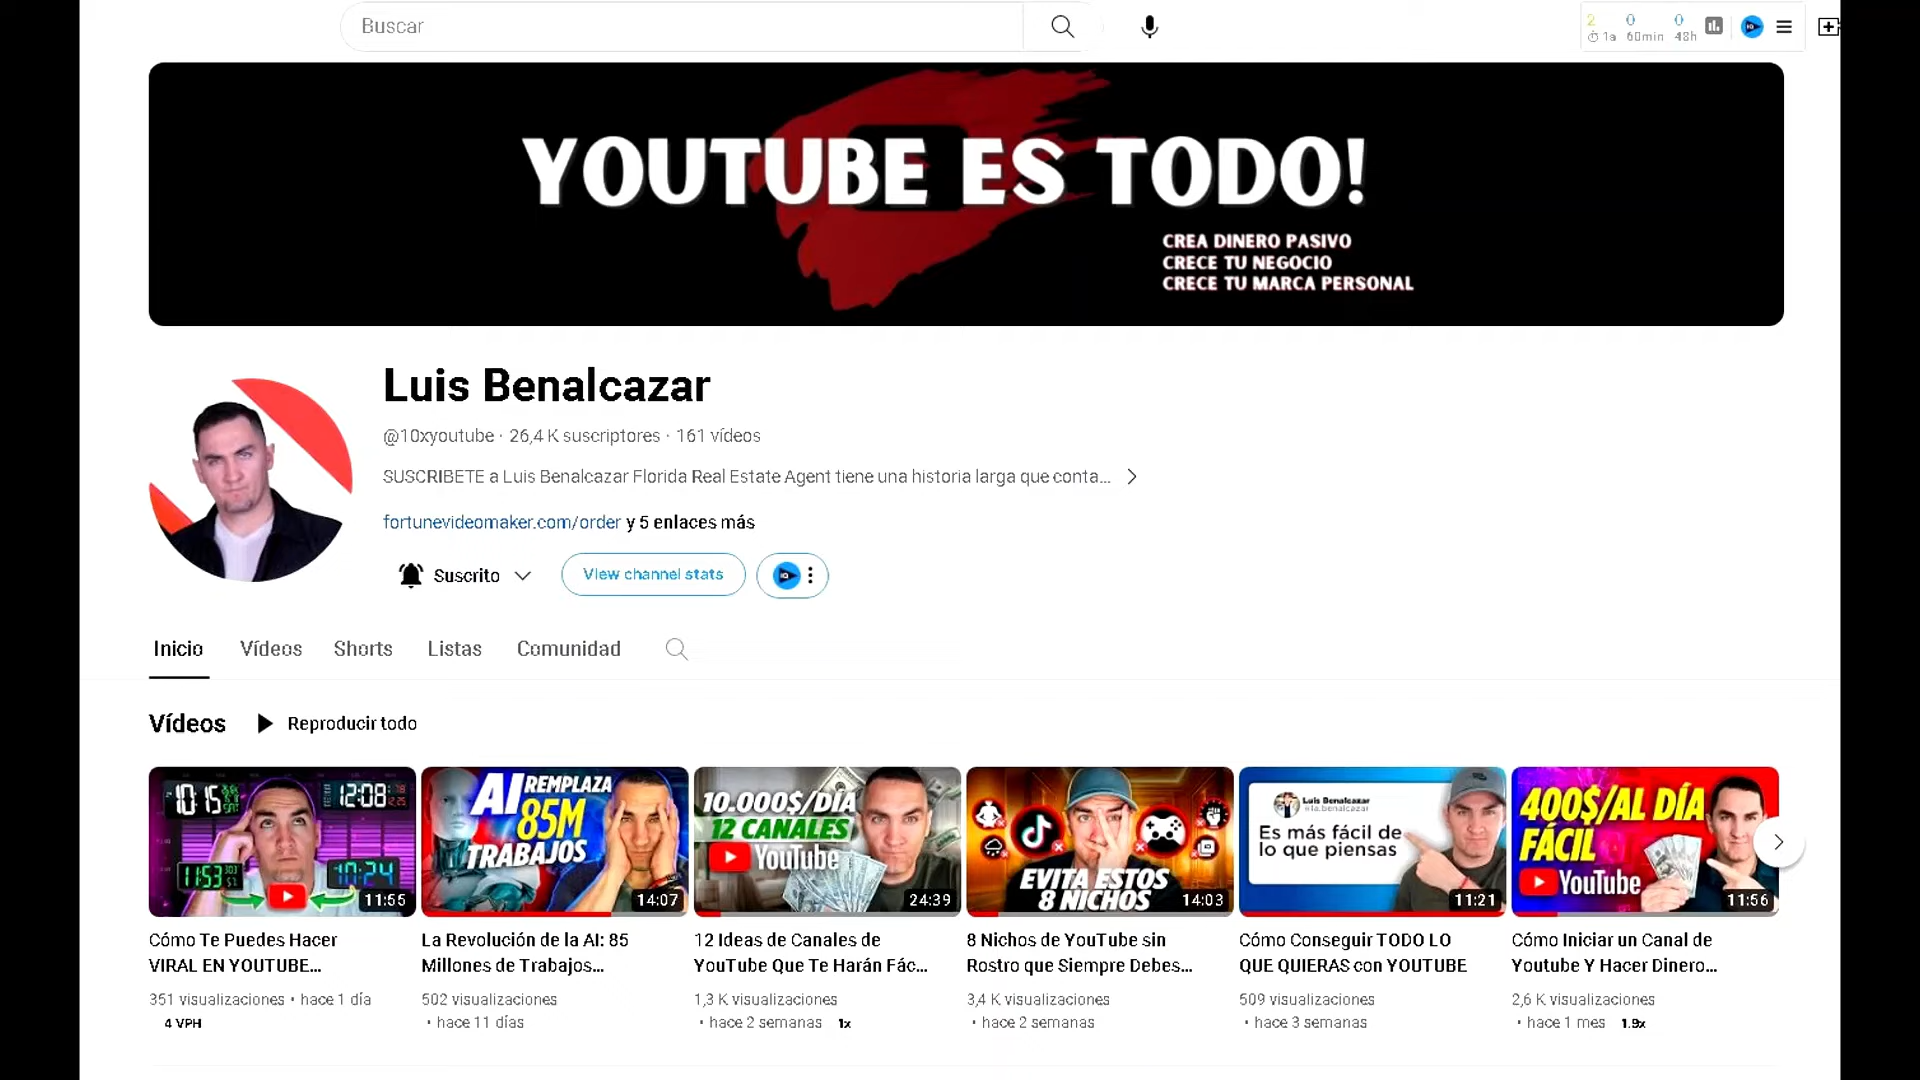 Buscar
2 0 0
1a 60min 48h
YOUTUBE ES TODO!
CREA DINERO PASIVO
CRECE TU NEGOCIO
CRECE TU MARCA PERSONAL
Luis Benalcazar
@10xyoutube · 26,4 K suscriptores · 161 vídeos
SUSCRIBETE a Luis Benalcazar Florida Real Estate Agent tiene una historia larga que conta...
fortunevideomaker.com/order y 5 enlaces más
Suscrito
View channel stats
Inicio Vídeos Shorts Listas Comunidad
Vídeos Reproducir todo
10:15
12:08
11:53
10:24
11:55
AI REMPLAZA
85M
TRABAJOS
14:07
10.000$/DÍA
12 CANALES
YouTube
24:39
EVITA ESTOS
8 NICHOS
14:03
Luis Benalcazar
Es más fácil de
lo que piensas
11:21
400$/AL DÍA
FÁCIL
YouTube
11:56
Cómo Te Puedes Hacer
VIRAL EN YOUTUBE...
351 visualizaciones • hace 1 día
4 VPH
La Revolución de la AI: 85
Millones de Trabajos...
502 visualizaciones
• hace 11 días
12 Ideas de Canales de
YouTube Que Te Harán Fác...
1,3 K visualizaciones
• hace 2 semanas 1x
8 Nichos de YouTube sin
Rostro que Siempre Debes...
3,4 K visualizaciones
• hace 2 semanas
Cómo Conseguir TODO LO
QUE QUIERAS con YOUTUBE
509 visualizaciones
• hace 3 semanas
Cómo Iniciar un Canal de
Youtube Y Hacer Dinero...
2,6 K visualizaciones
• hace 1 mes 1.9x